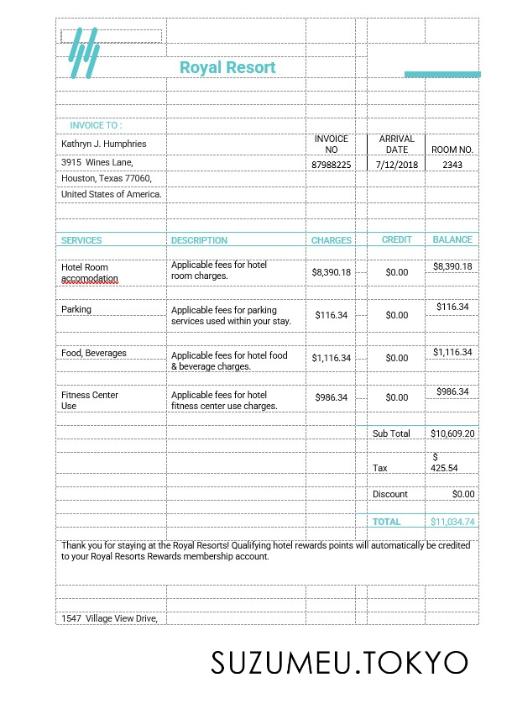 Royal Resort
INVOICE TO :
Kathryn J. Humphries
3915 Wines Lane,
Houston, Texas 77060,
United States of America.
INVOICE NO
ARRIVAL DATE
ROOM NO.
87988225
7/12/2018
2343
SERVICES DESCRIPTION CHARGES CREDIT BALANCE
Hotel Room
accomodation
Applicable fees for hotel
room charges.
$8,390.18 $0.00 $8,390.18
Parking
Applicable fees for parking
services used within your stay.
$116.34 $0.00 $116.34
Food, Beverages
Applicable fees for hotel food
& beverage charges.
$1,116.34 $0.00 $1,116.34
Fitness Center
Use
Applicable fees for hotel
fitness center use charges.
$986.34 $0.00 $986.34
Sub Total $10,609.20
Tax $ 425.54
Discount $0.00
TOTAL $11,034.74
Thank you for staying at the Royal Resorts! Qualifying hotel rewards points will automatically be credited
to your Royal Resorts Rewards membership account.
1547 Village View Drive,
SUZUMEU.TOKYO